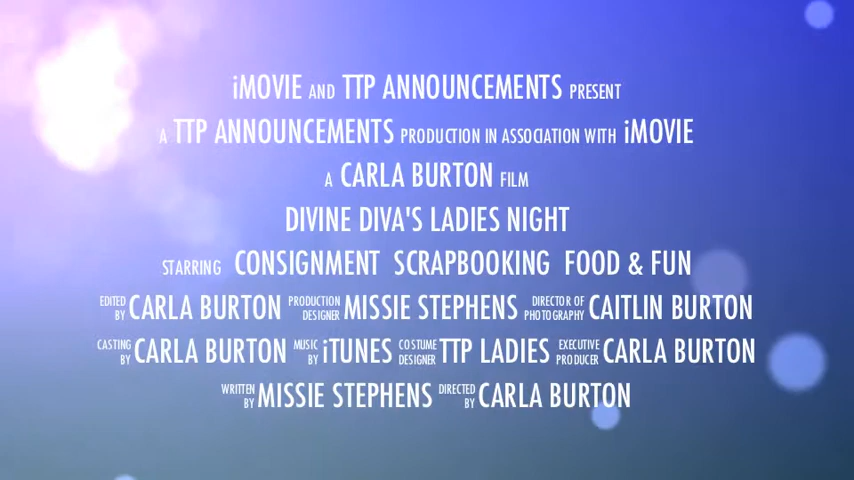 iMOVIE AND TTP ANNOUNCEMENTS PRESENT
A TTP ANNOUNCEMENTS PRODUCTION IN ASSOCIATION WITH iMOVIE
A CARLA BURTON FILM
DIVINE DIVA'S LADIES NIGHT
STARRING CONSIGNMENT SCRAPBOOKING FOOD & FUN
EDITED BY CARLA BURTON PRODUCTION DESIGNER MISSIE STEPHENS DIRECTOR OF PHOTOGRAPHY CAITLIN BURTON
CASTING BY CARLA BURTON MUSIC BY iTUNES COSTUME DESIGNER TTP LADIES EXECUTIVE PRODUCER CARLA BURTON
WRITTEN BY MISSIE STEPHENS DIRECTED BY CARLA BURTON